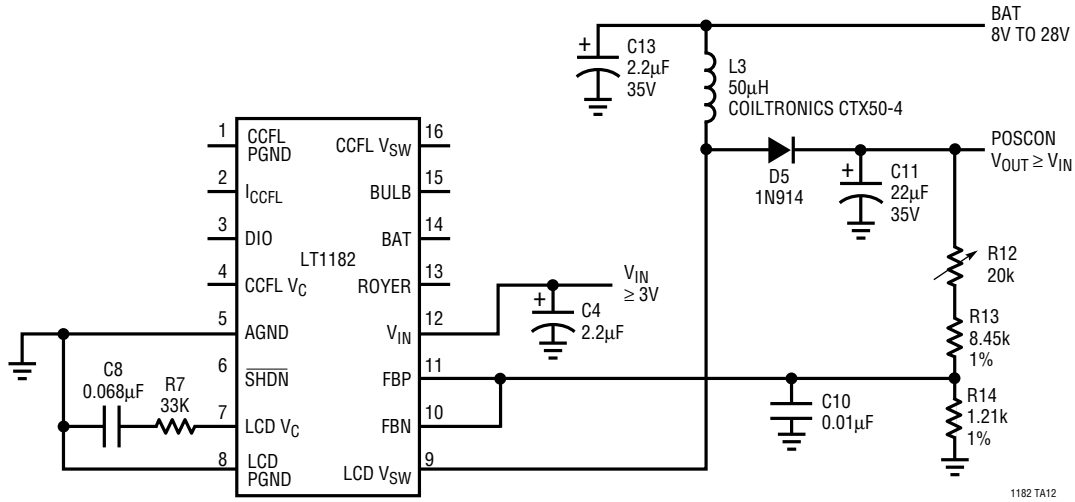 BAT
8V TO 28V
+
C13
2.2µF
35V
L3
50µH
COILTRONICS CTX50-4
POSCON
V_OUT ≥ V_IN
D5
1N914
+
C11
22µF
35V
R12
20k
R13
8.45k
1%
R14
1.21k
1%
C10
0.01µF
V_IN
≥ 3V
+
C4
2.2µF
LT1182
1
CCFL
PGND
2
I_CCFL
3
DIO
4
CCFL V_C
5
AGND
6
SHDN
7
LCD V_C
8
LCD
PGND
16
CCFL V_SW
15
BULB
14
BAT
13
ROYER
12
V_IN
11
FBP
10
FBN
9
LCD V_SW
C8
0.068µF
R7
33K
1182 TA12